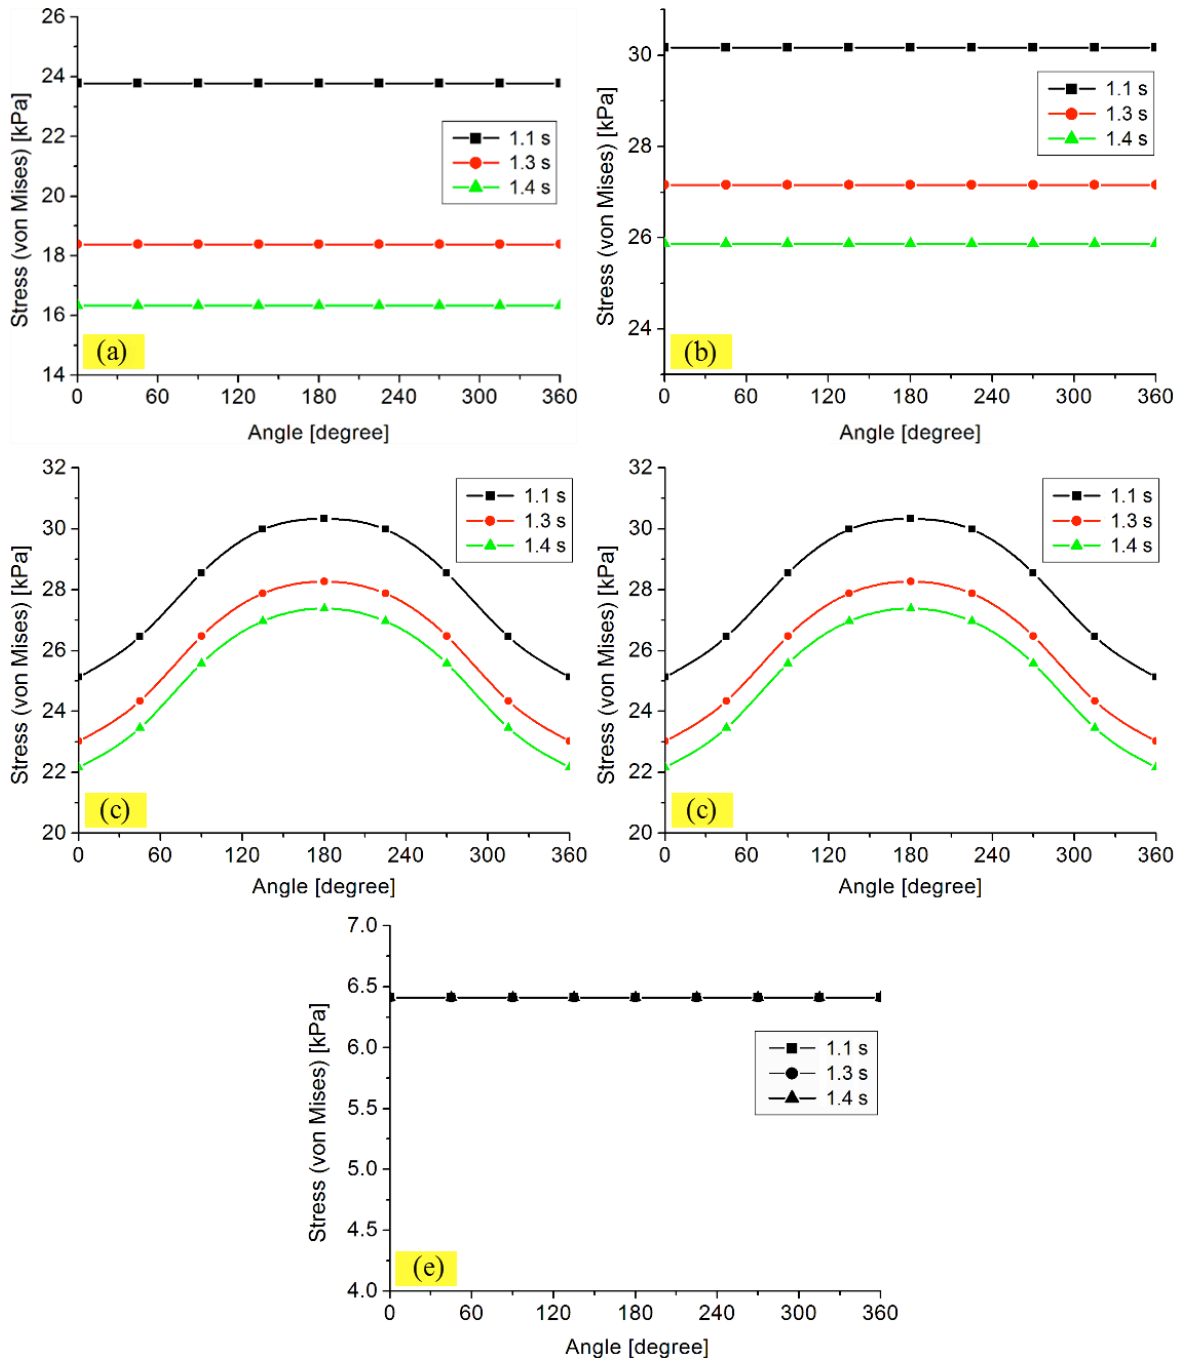 26
24
22
20
18
16
14
Stress (von Mises) [kPa]
1.1 s
1.3 s
1.4 s
(a)
0 60 120 180 240 300 360
Angle [degree]
30
28
26
24
Stress (von Mises) [kPa]
1.1 s
1.3 s
1.4 s
(b)
0 60 120 180 240 300 360
Angle [degree]
32
30
28
26
24
22
20
Stress (von Mises) [kPa]
1.1 s
1.3 s
1.4 s
(c)
0 60 120 180 240 300 360
Angle [degree]
32
30
28
26
24
22
20
Stress (von Mises) [kPa]
1.1 s
1.3 s
1.4 s
(c)
0 60 120 180 240 300 360
Angle [degree]
7.0
6.5
6.0
5.5
5.0
4.5
4.0
Stress (von Mises) [kPa]
1.1 s
1.3 s
1.4 s
(e)
0 60 120 180 240 300 360
Angle [degree]